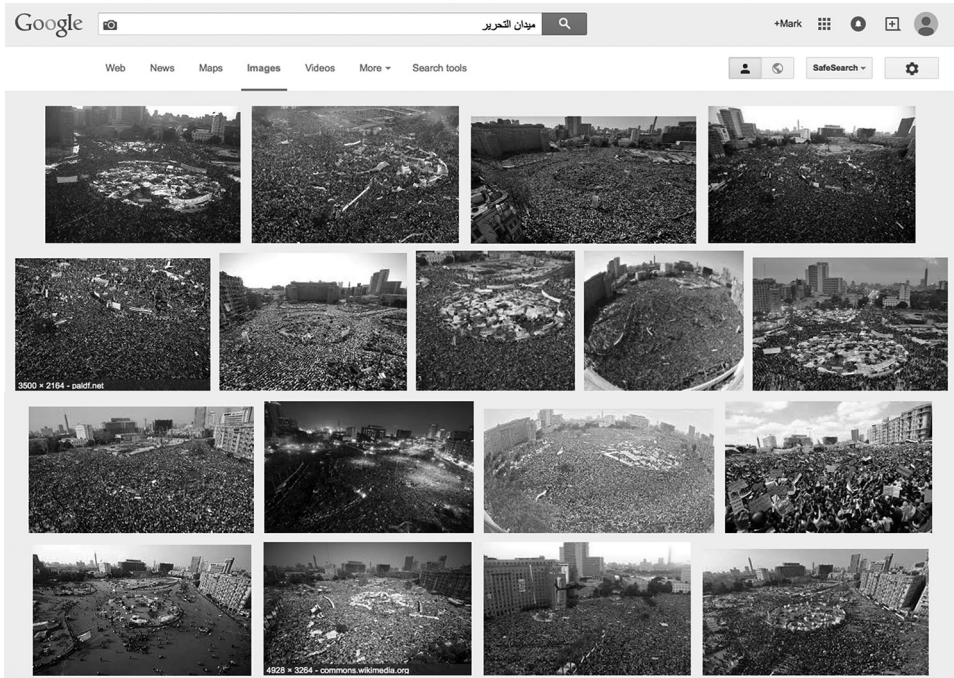 Google
ميدان التحرير
+Mark
Web News Maps Images Videos More Search tools
SafeSearch
3500 × 2164 - paldf.net
4928 × 3264 - commons.wikimedia.org